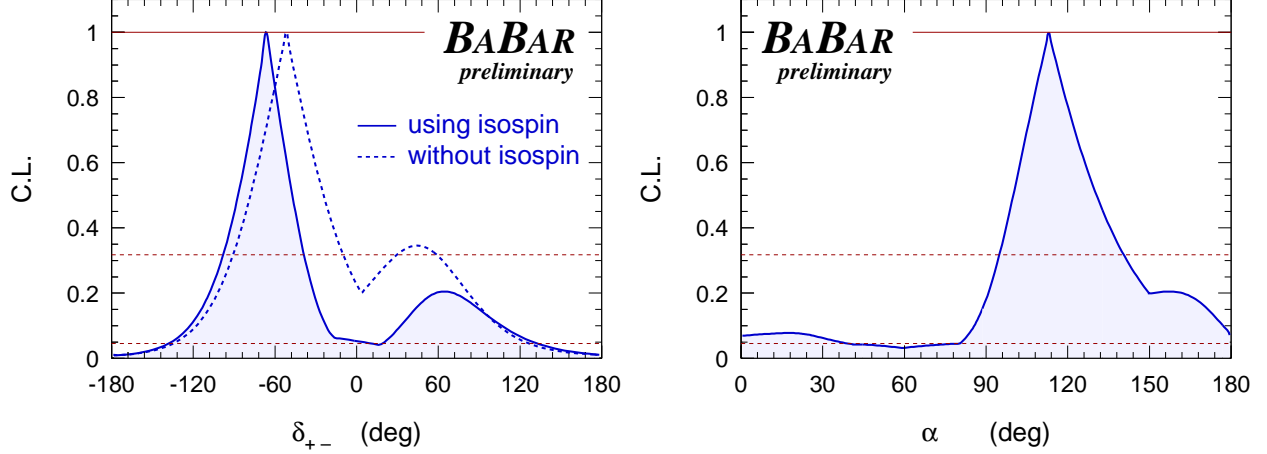 BABAR
preliminary
using isospin
without isospin
C.L.
1
0.8
0.6
0.4
0.2
0
-180 -120 -60 0 60 120 180
δ+− (deg)
BABAR
preliminary
C.L.
1
0.8
0.6
0.4
0.2
0
0 30 60 90 120 150 180
α (deg)